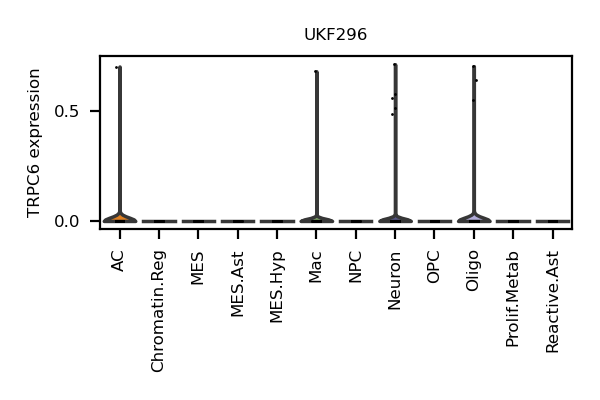 UKF296
TRPC6 expression
0.5
0.0
AC
Chromatin.Reg
MES
MES.Ast
MES.Hyp
Mac
NPC
Neuron
OPC
Oligo
Prolif.Metab
Reactive.Ast